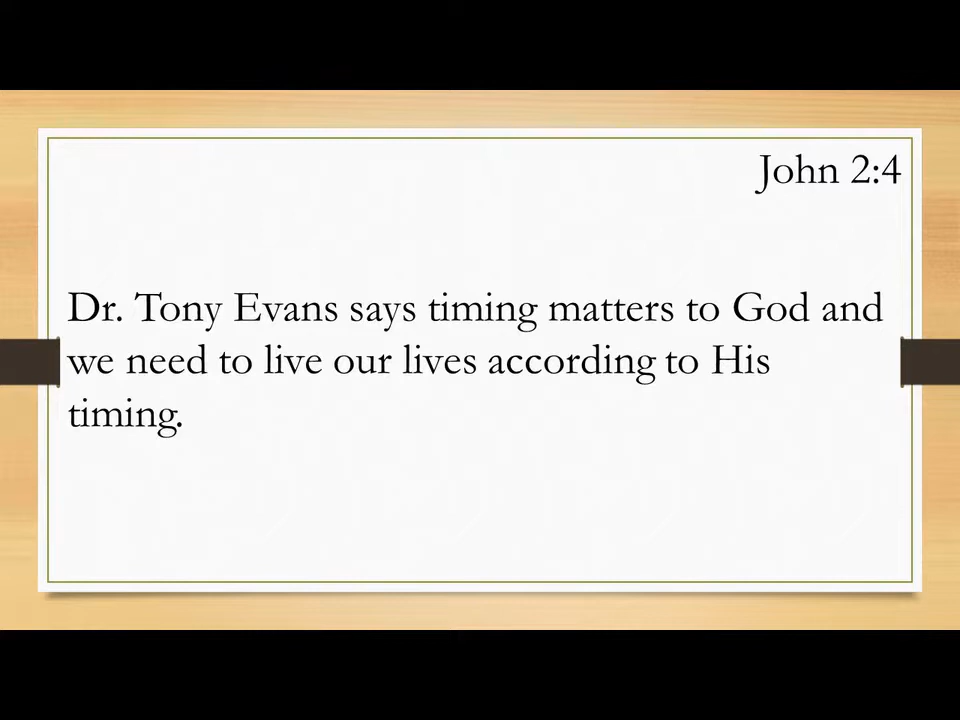 John 2:4
Dr. Tony Evans says timing matters to God and
we need to live our lives according to His
timing.